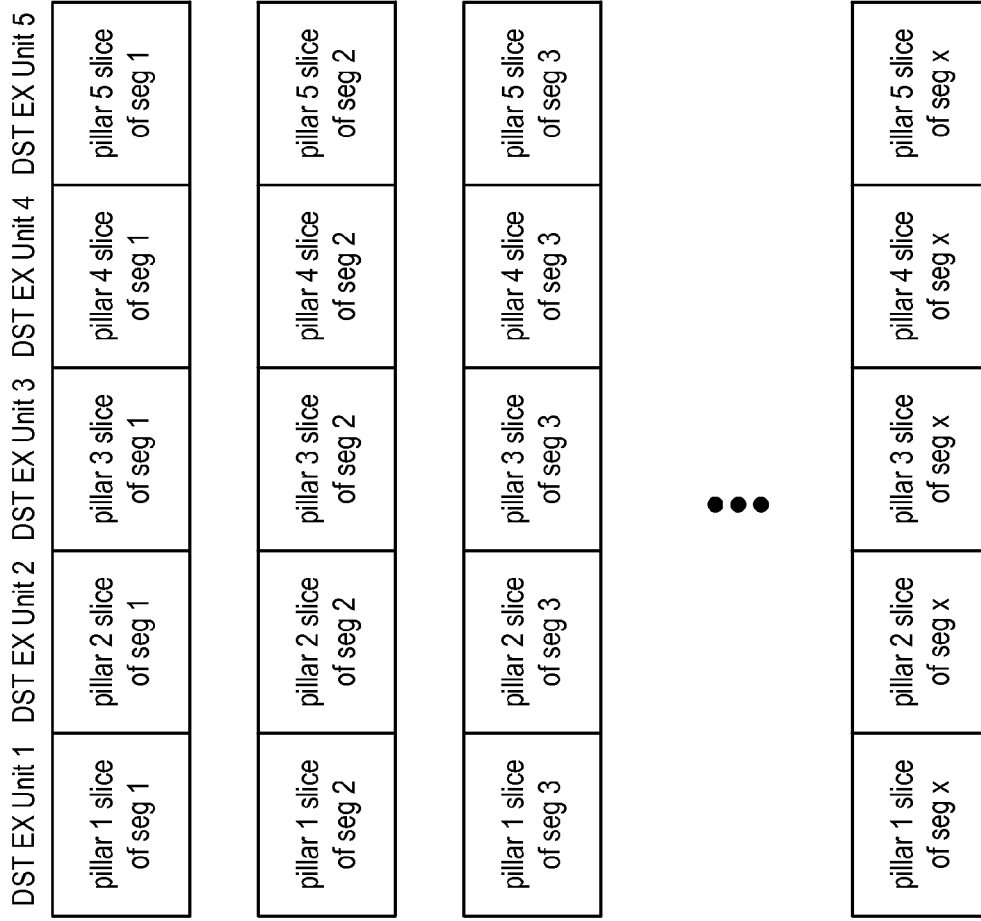 DST EX Unit 1
DST EX Unit 2
DST EX Unit 3
DST EX Unit 4
DST EX Unit 5
pillar 1 slice
of seg 1
pillar 2 slice
of seg 1
pillar 3 slice
of seg 1
pillar 4 slice
of seg 1
pillar 5 slice
of seg 1
pillar 1 slice
of seg 2
pillar 2 slice
of seg 2
pillar 3 slice
of seg 2
pillar 4 slice
of seg 2
pillar 5 slice
of seg 2
pillar 1 slice
of seg 3
pillar 2 slice
of seg 3
pillar 3 slice
of seg 3
pillar 4 slice
of seg 3
pillar 5 slice
of seg 3
pillar 1 slice
of seg x
pillar 2 slice
of seg x
pillar 3 slice
of seg x
pillar 4 slice
of seg x
pillar 5 slice
of seg x